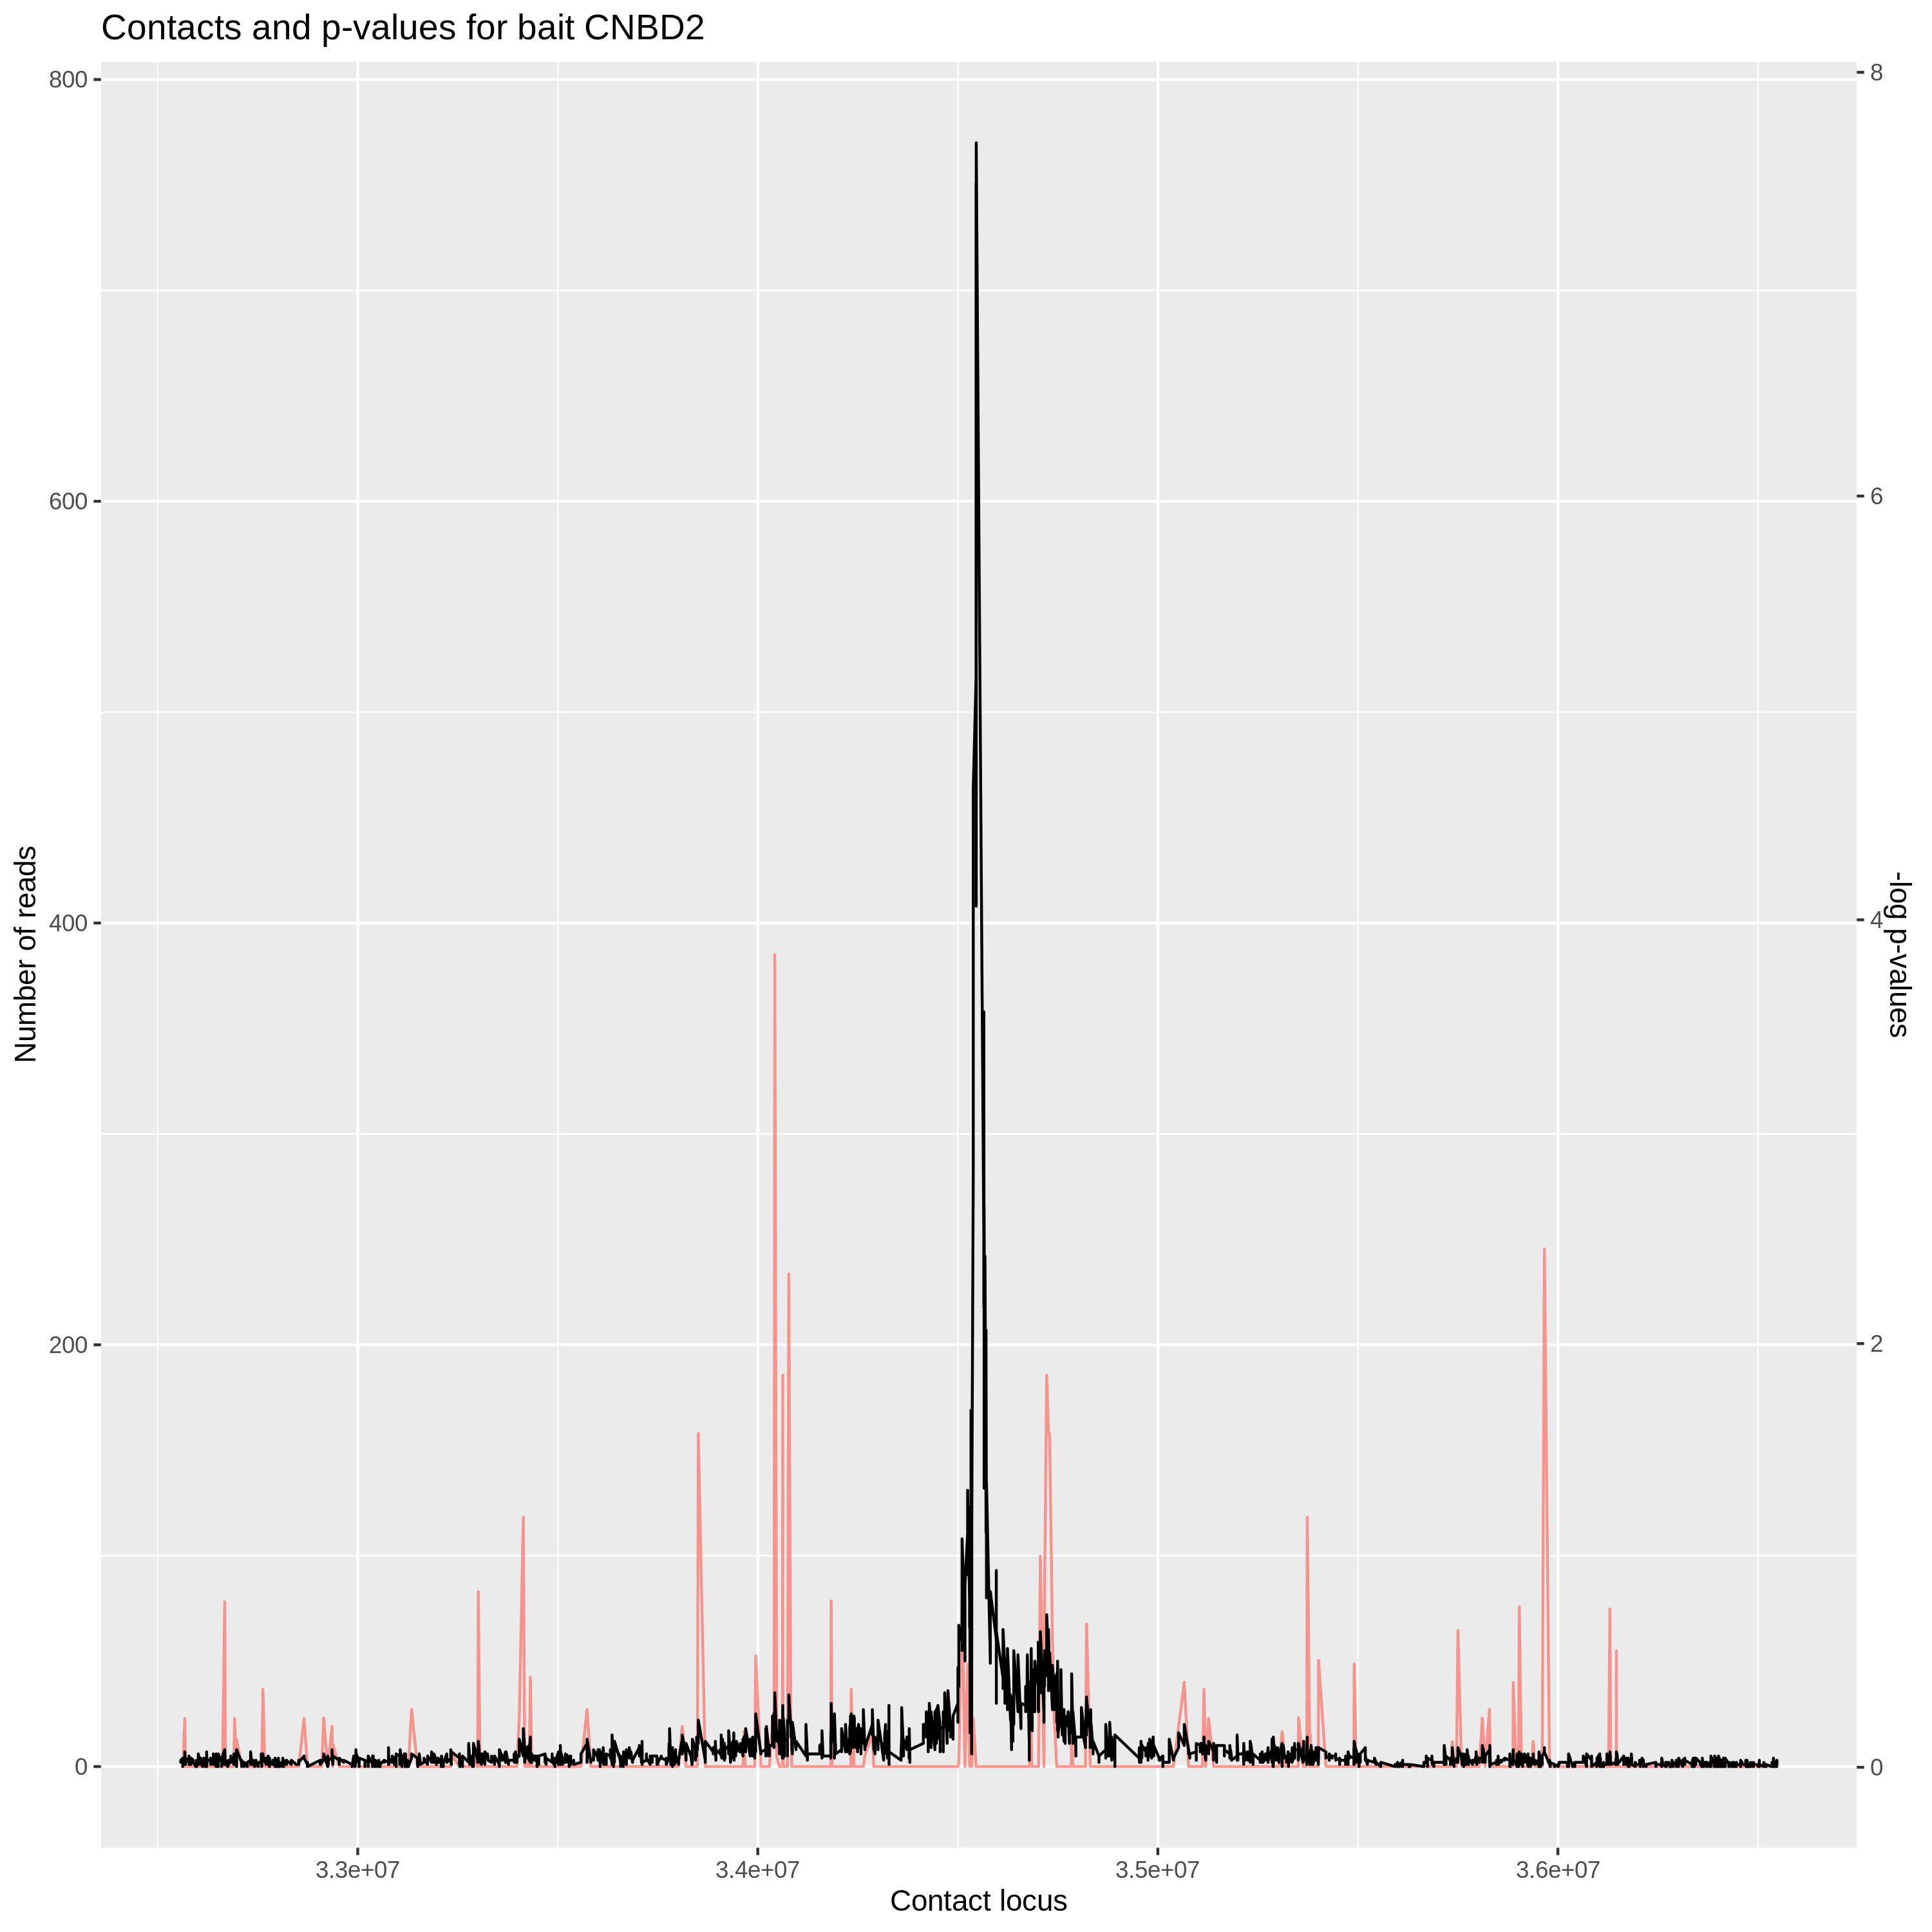 Contacts and p-values for bait CNBD2
800
600
400
200
0
8
6
4
2
0
Number of reads
-log p-values
3.3e+07
3.4e+07
3.5e+07
3.6e+07
Contact locus